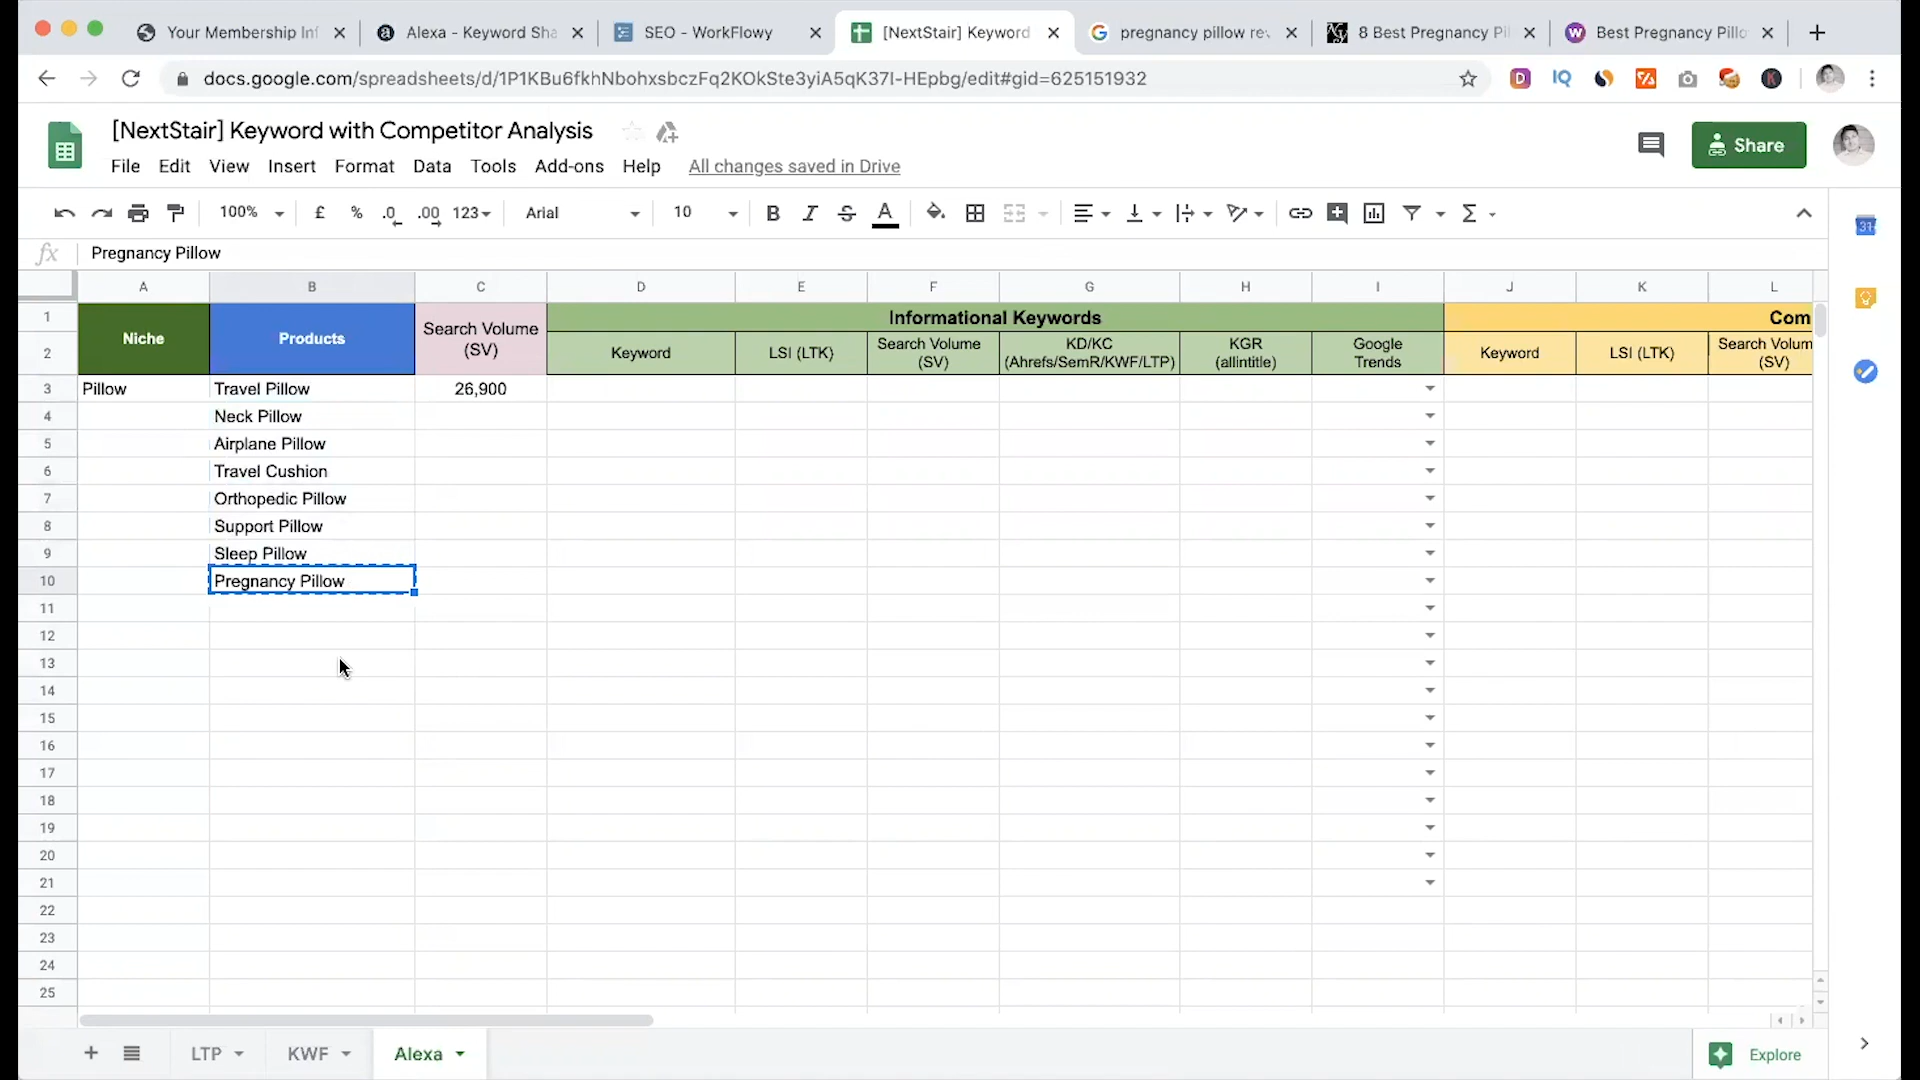 Your Membership Inf
Alexa - Keyword Sha
SEO - WorkFlowy
[NextStair] Keyword
pregnancy pillow rev
8 Best Pregnancy Pil
Best Pregnancy Pillo
docs.google.com/spreadsheets/d/1P1KBu6fkhNbohxsbczFq2KOkSte3yiA5qK37I-HEpbg/edit#gid=625151932
[NextStair] Keyword with Competitor Analysis
File Edit View Insert Format Data Tools Add-ons Help All changes saved in Drive
Share
100% £ % .0 .00 123 Arial 10 B I S A Σ
31
fx Pregnancy Pillow
A B C D E F G H I J K L
1 Niche Products Search Volume (SV) Informational Keywords Com
2 Keyword LSI (LTK) Search Volume (SV) KD/KC (Ahrefs/SemR/KWF/LTP) KGR (allintitle) Google Trends Keyword LSI (LTK) Search Volum (SV)
3 Pillow Travel Pillow 26,900
4 Neck Pillow
5 Airplane Pillow
6 Travel Cushion
7 Orthopedic Pillow
8 Support Pillow
9 Sleep Pillow
10 Pregnancy Pillow
11
12
13
14
15
16
17
18
19
20
21
22
23
24
25
LTP KWF Alexa Explore